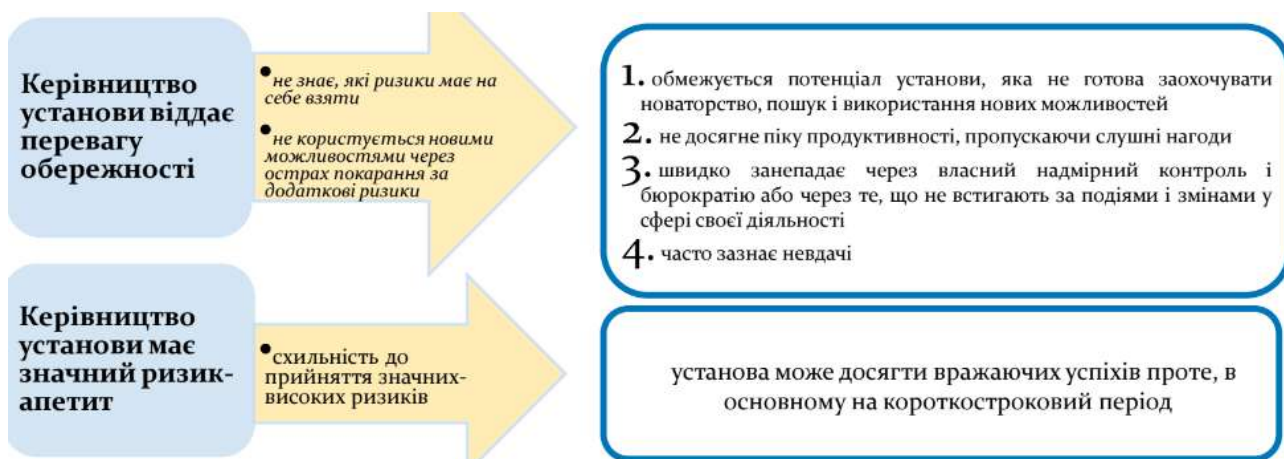 Керівництво
установи віддає
перевагу
обережності
•не знає, які ризики має на
себе взяти
•не користується новими
можливостями через
острах покарання за
додаткові ризики
1. обмежується потенціал установи, яка не готова заохочувати
новаторство, пошук і використання нових можливостей
2. не досягне піку продуктивності, пропускаючи слушні нагоди
3. швидко занепадає через власний надмірний контроль і
бюрократію або через те, що не встигають за подіями і змінами у
сфері своєї діяльності
4. часто зазнає невдачі
Керівництво
установи має
значний ризик-
апетит
•схильність до
прийняття значних-
високих ризиків
установа може досягти вражаючих успіхів проте, в
основному на короткостроковий період